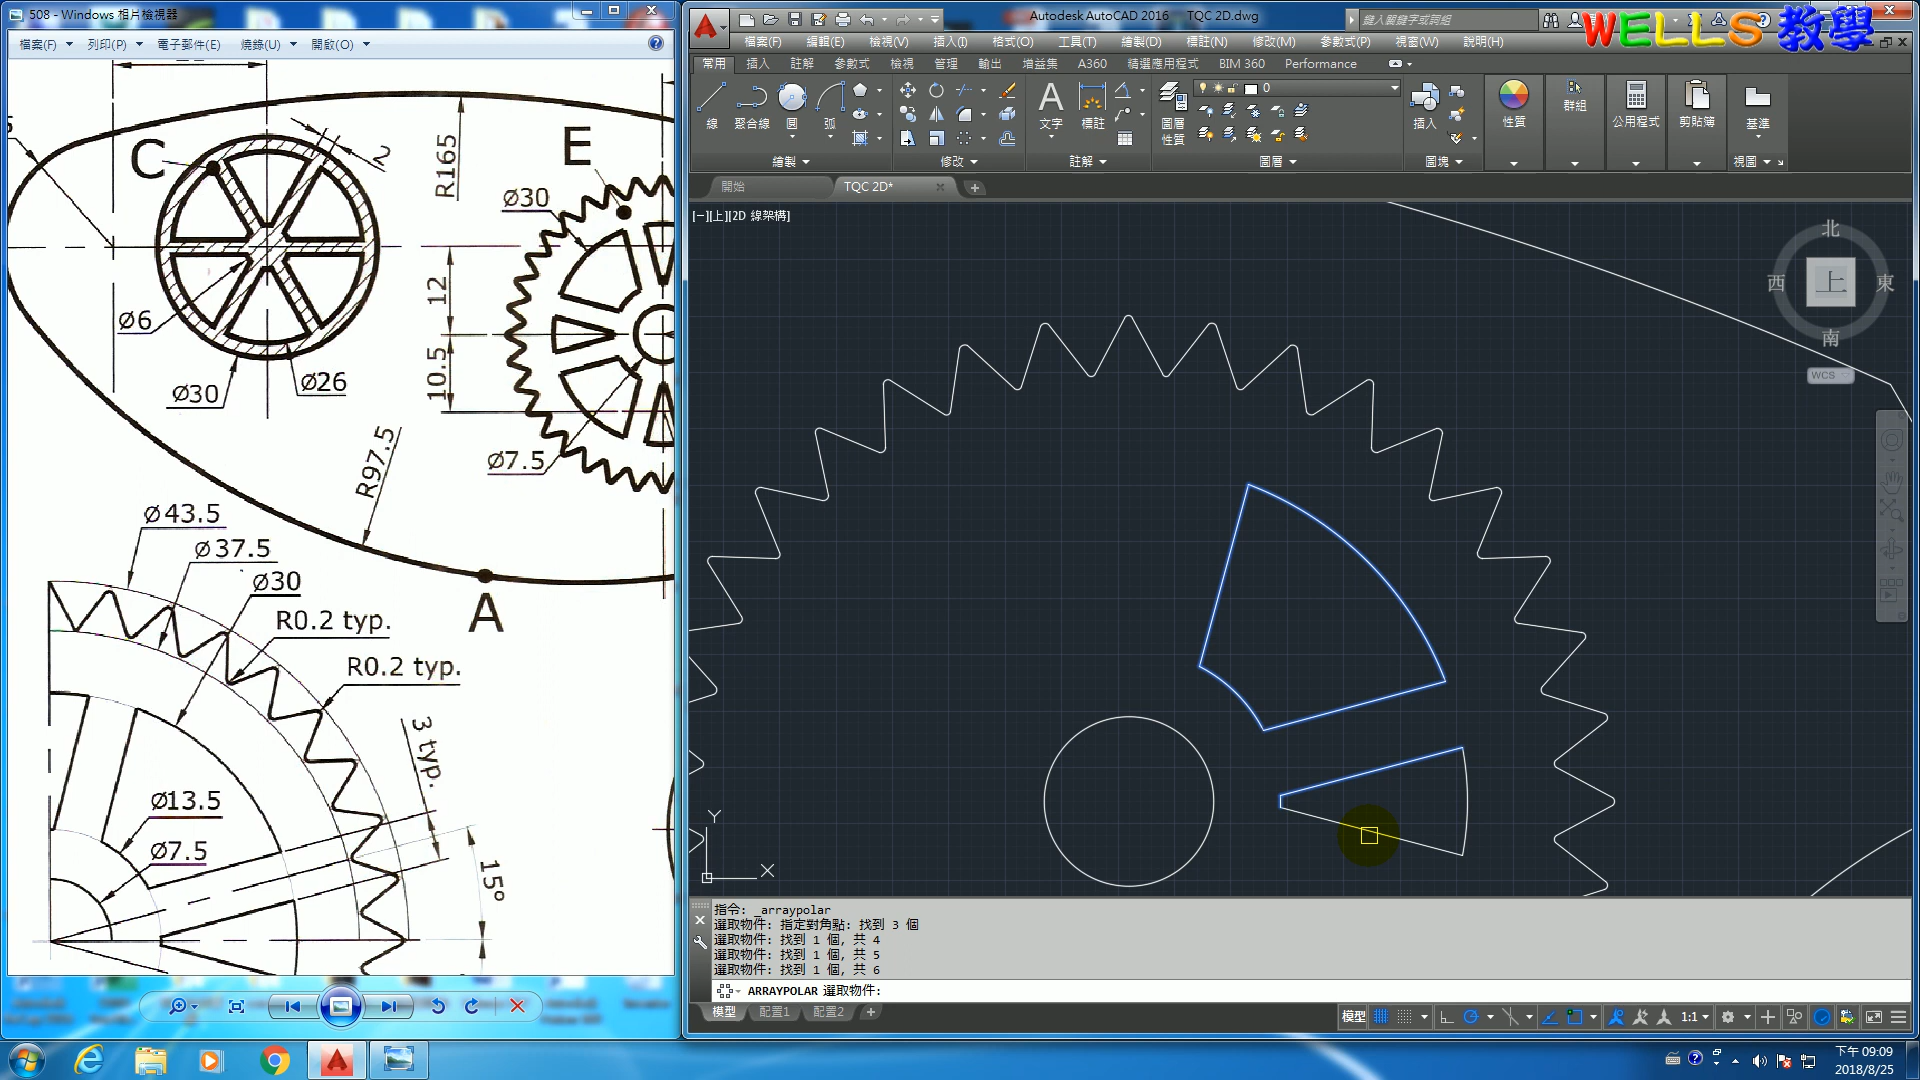 508 - Windows 相片檢視器
檔案(F)
列印(P)
電子郵件(E)
燒錄(U)
開啟(O)
C
2
R165
E
Ø30
12
10.5
Ø6
Ø30
Ø26
Ø7.5
R97.5
A
Ø43.5
Ø37.5
Ø30
R0.2 typ.
R0.2 typ.
3 typ.
Ø13.5
Ø7.5
15°
Autodesk AutoCAD 2016
TQC 2D.dwg
鍵入關鍵字或詞組
WELLS 教學
檔案(F)
編輯(E)
檢視(V)
插入(I)
格式(O)
工具(T)
繪製(D)
標註(N)
修改(M)
參數式(P)
視窗(W)
說明(H)
常用
插入
註解
參數式
檢視
管理
輸出
增益集
A360
精選應用程式
BIM 360
Performance
線
聚合線
圓
弧
繪製
修改
文字
標註
註解
圖層
性質
0
圖層
插入
圖塊
性質
群組
公用程式
剪貼簿
基準
視圖
開始
TQC 2D*
[−][上][2D 線架構]
北
西
上
東
南
WCS
Y
X
指令: _arraypolar
選取物件: 指定對角點: 找到 3 個
選取物件: 找到 1 個, 共 4
選取物件: 找到 1 個, 共 5
選取物件: 找到 1 個, 共 6
ARRAYPOLAR 選取物件:
模型
配置1
配置2
模型
1:1
下午 09:09
2018/8/25